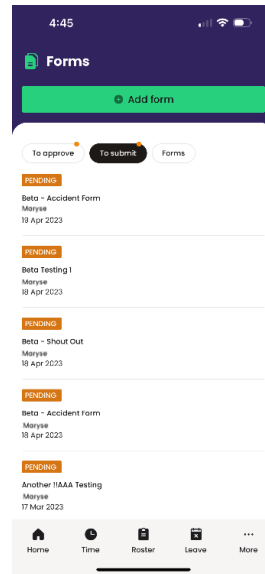 4:45
Forms
Add form
To approve
To submit
Forms
PENDING
Beta - Accident Form
Maryse
19 Apr 2023
PENDING
Beta Testing 1
Maryse
18 Apr 2023
PENDING
Beta - Shout Out
Maryse
18 Apr 2023
PENDING
Beta - Accident Form
Maryse
18 Apr 2023
PENDING
Another !!AAA Testing
Maryse
17 Mar 2023
Home
Time
Roster
Leave
More